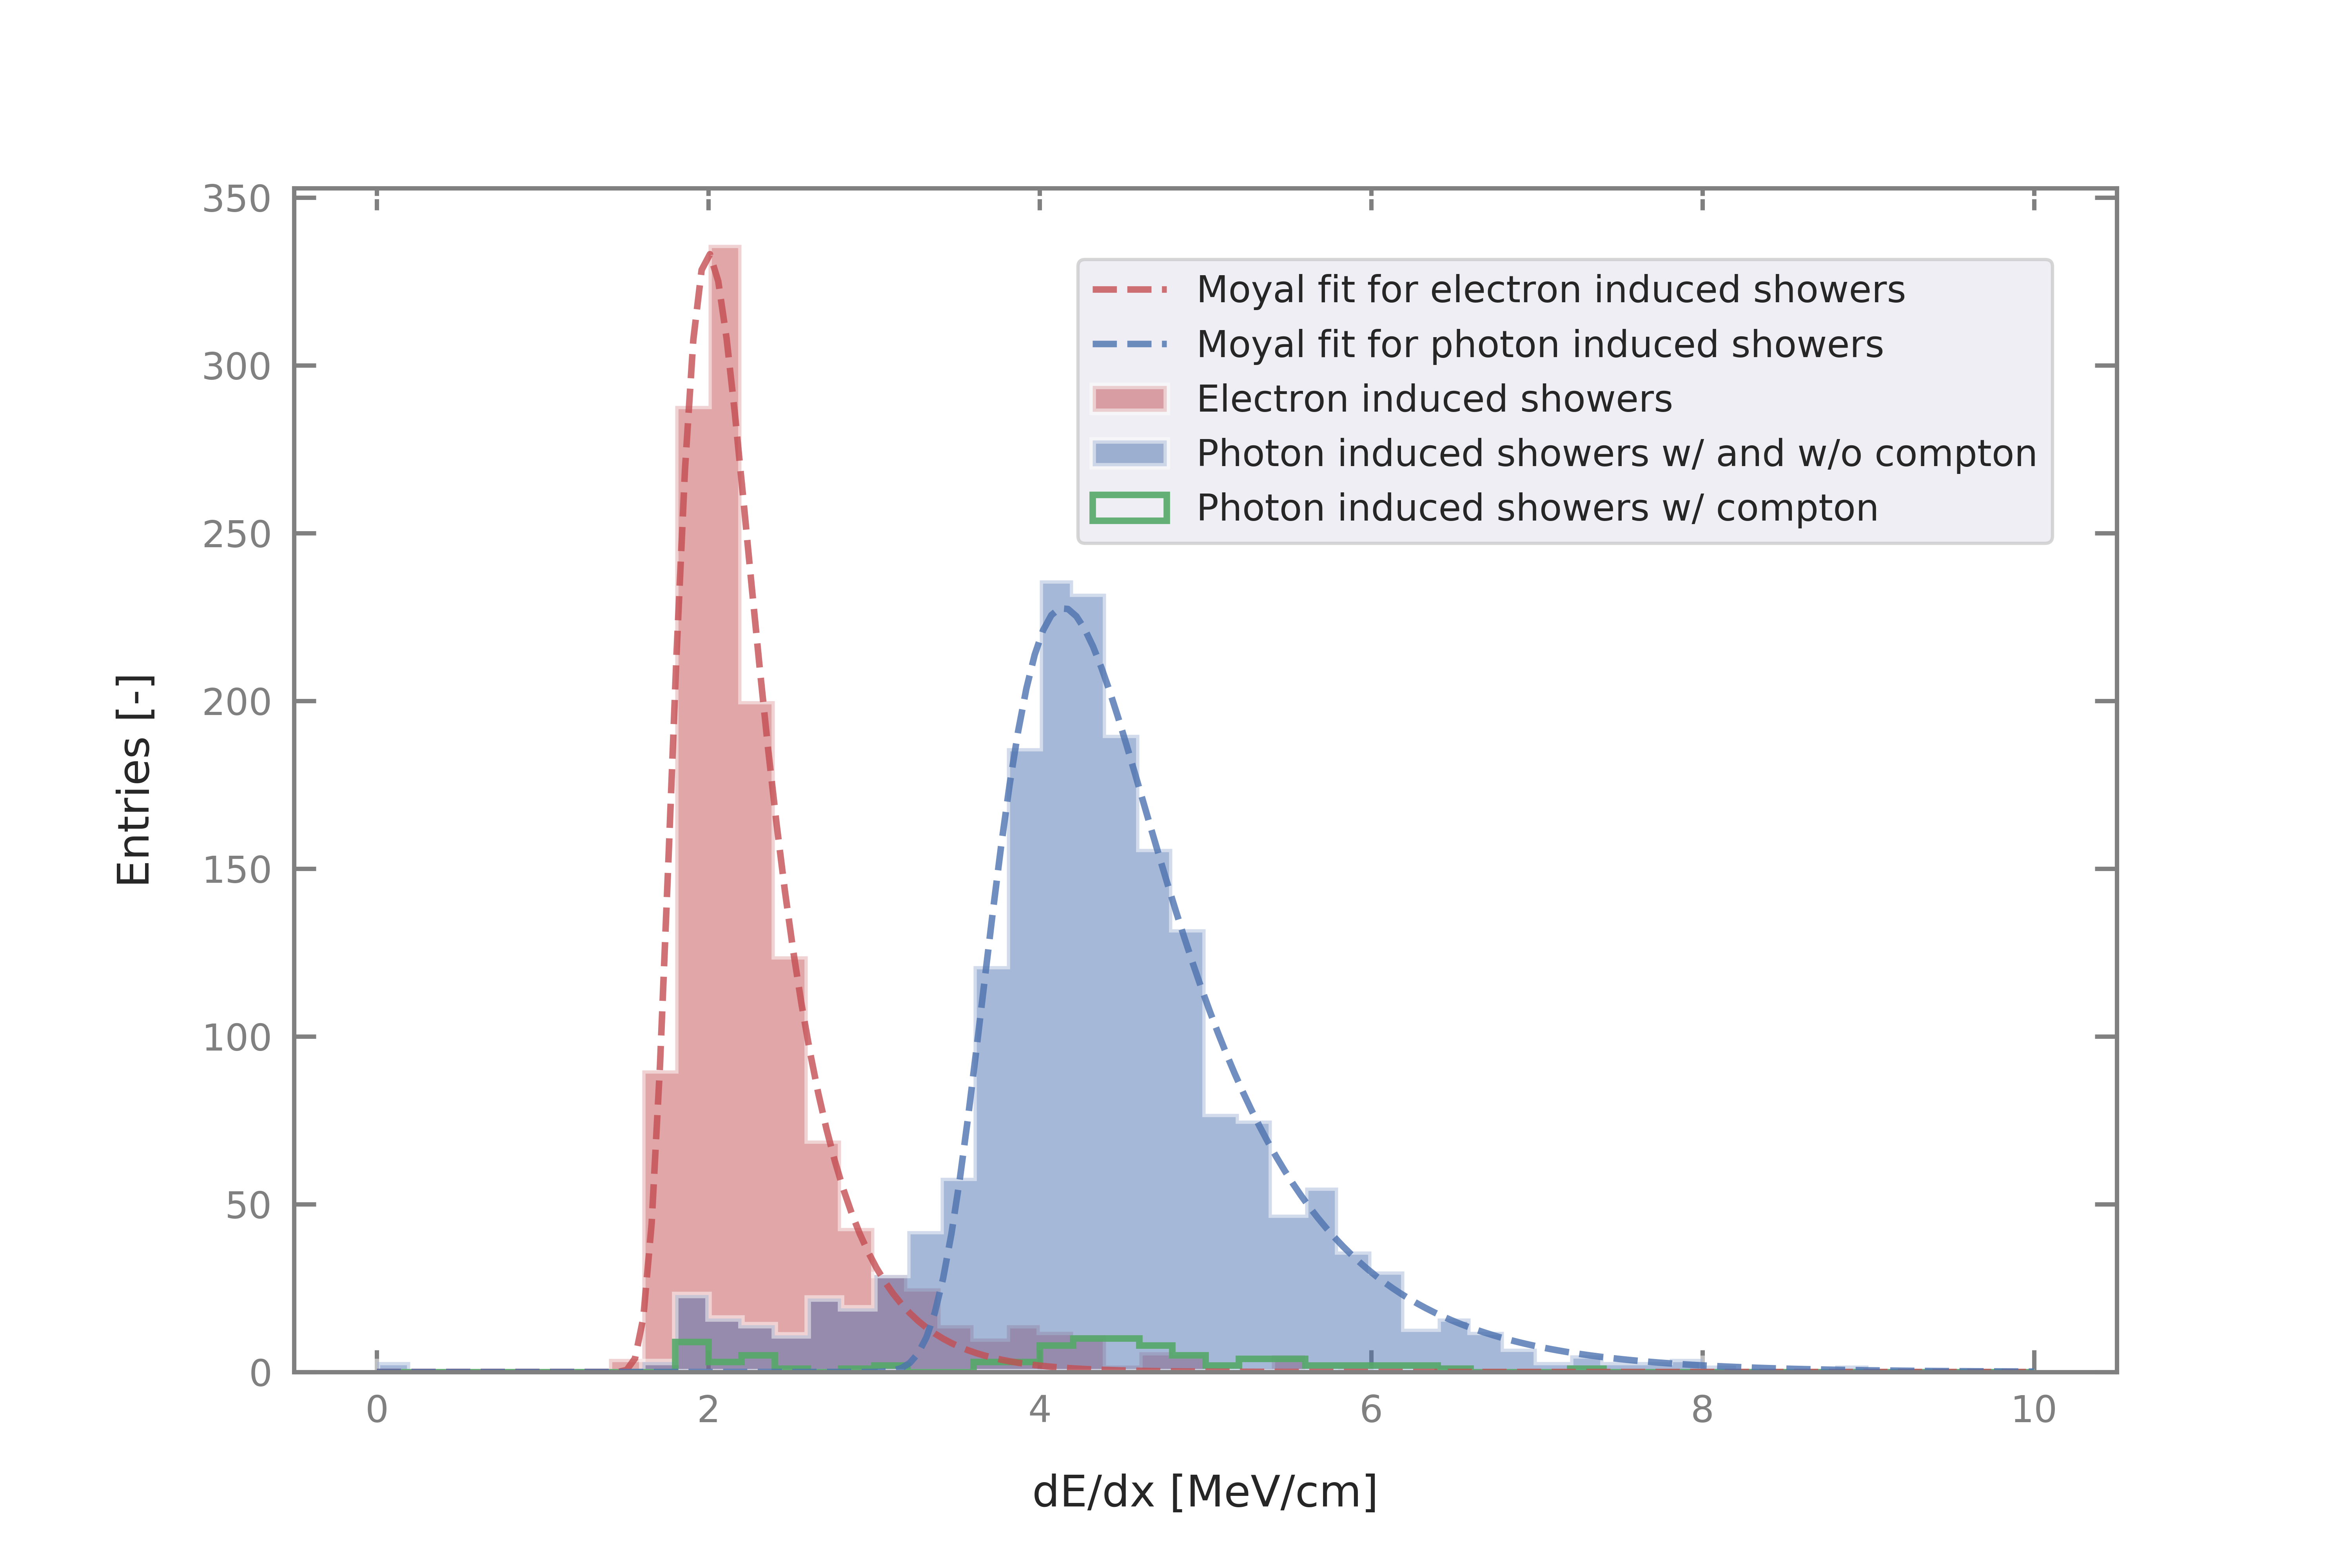 350
300
250
200
150
100
50
0
Entries [-]
Moyal fit for electron induced showers
Moyal fit for photon induced showers
Electron induced showers
Photon induced showers w/ and w/o compton
Photon induced showers w/ compton
0 2 4 6 8 10
dE/dx [MeV/cm]